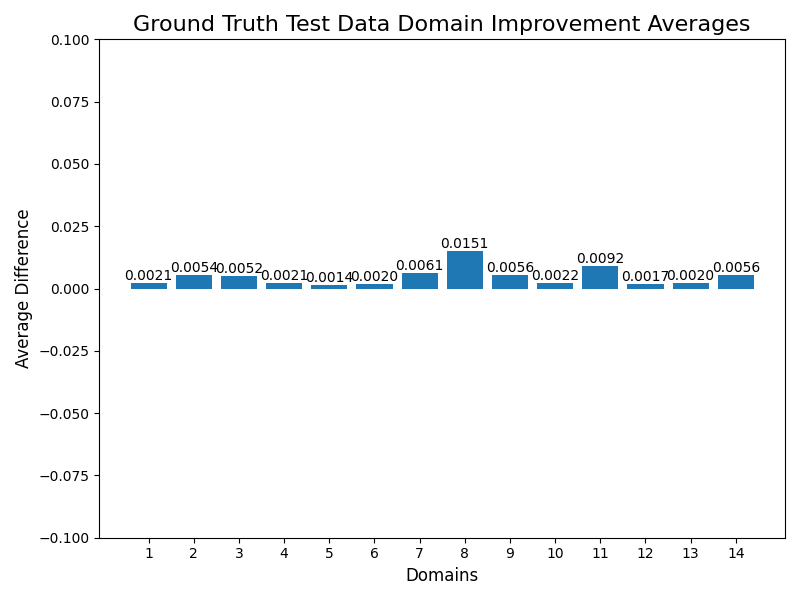 Ground Truth Test Data Domain Improvement Averages
0.100
0.075
0.050
0.025
0.000
−0.025
−0.050
−0.075
−0.100
Average Difference
0.0021 0.0054 0.0052 0.0021 0.0014 0.0020 0.0061 0.0151 0.0056 0.0022 0.0092 0.0017 0.0020 0.0056
1 2 3 4 5 6 7 8 9 10 11 12 13 14
Domains